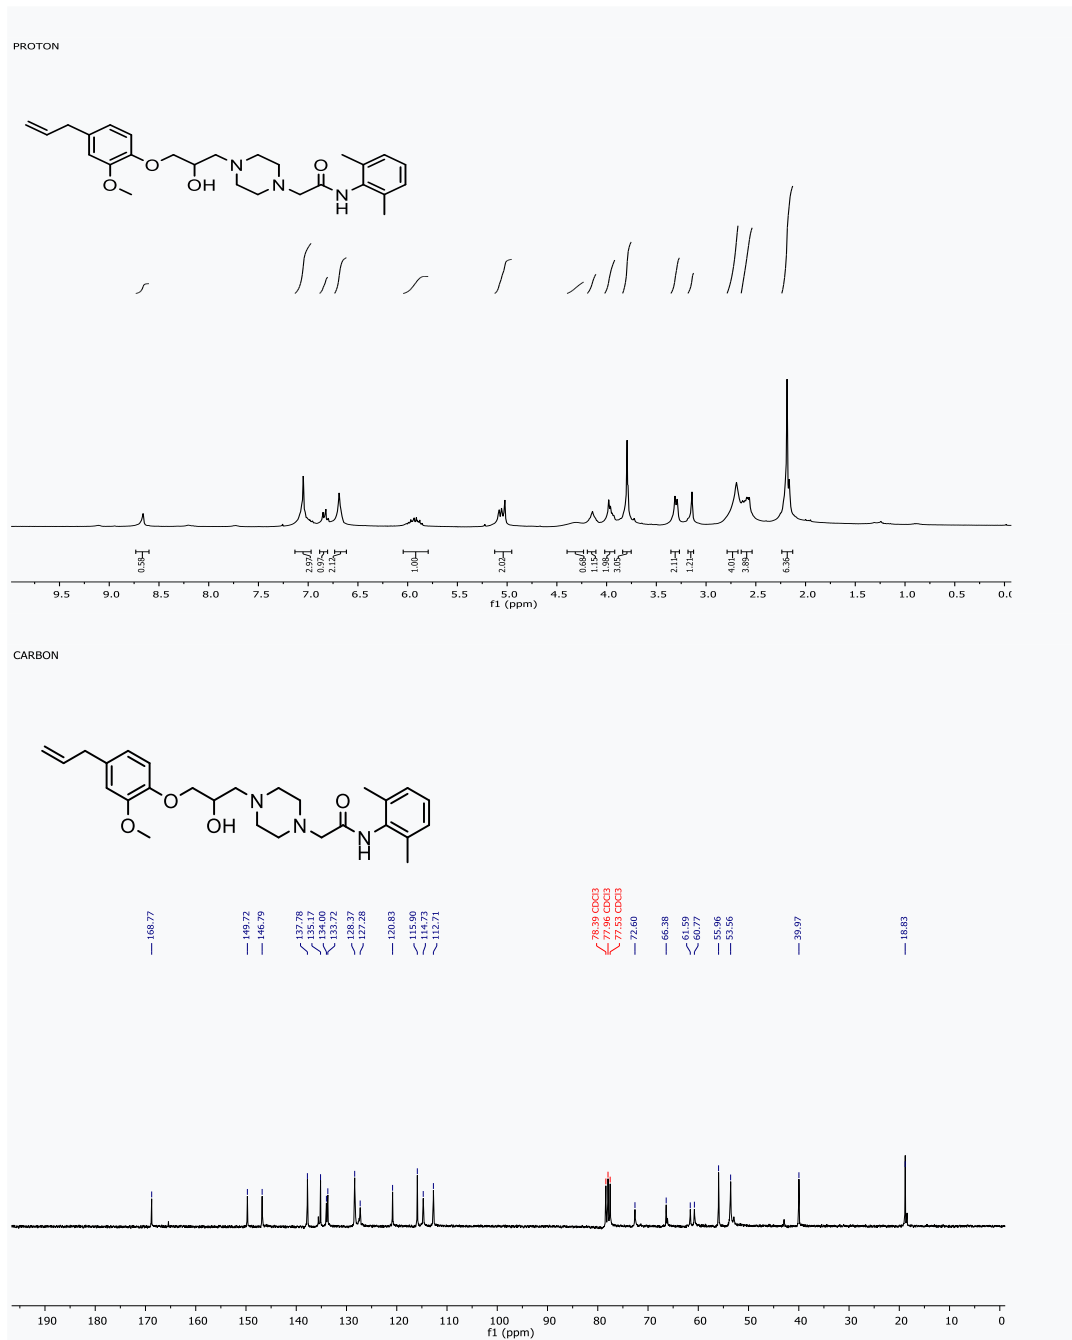 PROTON
O
O
OH
N
N
O
N
H
O
0.58
2.97
0.97
2.12
1.00
2.02
0.68
1.15
1.98
3.05
2.11
1.21
4.01
3.89
6.36
9.5 9.0 8.5 8.0 7.5 7.0 6.5 6.0 5.5 5.0 4.5 4.0 3.5 3.0 2.5 2.0 1.5 1.0 0.5 0.0
f1 (ppm)
CARBON
O
O
OH
N
N
O
N
H
168.77
149.72
146.79
137.78
135.17
134.00
133.72
128.37
127.28
120.83
115.90
114.73
112.71
78.39 CDCl3
77.96 CDCl3
77.53 CDCl3
72.60
66.38
61.59
60.77
55.96
53.56
39.97
18.83
190 180 170 160 150 140 130 120 110 100 90 80 70 60 50 40 30 20 10 0
f1 (ppm)